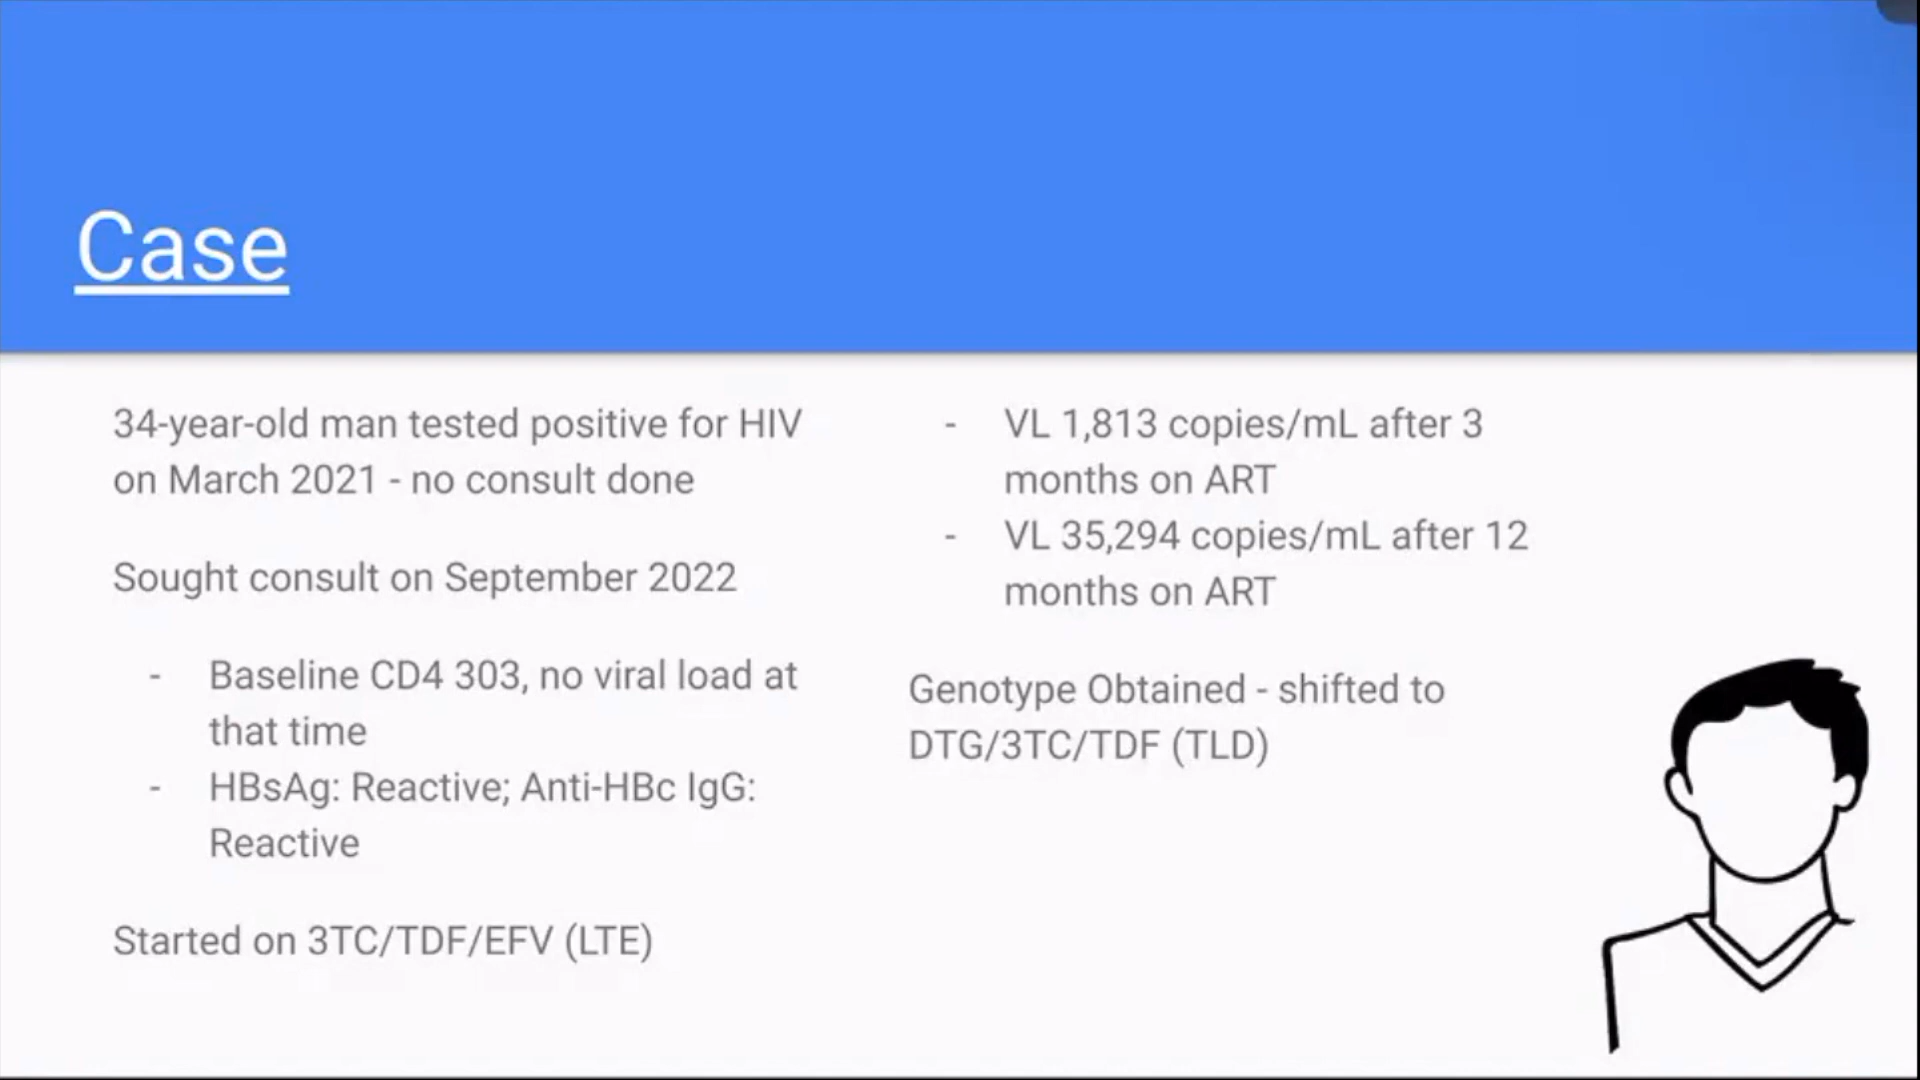 Case
34-year-old man tested positive for HIV
on March 2021 - no consult done
Sought consult on September 2022
- Baseline CD4 303, no viral load at
that time
- HBsAg: Reactive; Anti-HBc IgG:
Reactive
Started on 3TC/TDF/EFV (LTE)
- VL 1,813 copies/mL after 3
months on ART
- VL 35,294 copies/mL after 12
months on ART
Genotype Obtained - shifted to
DTG/3TC/TDF (TLD)